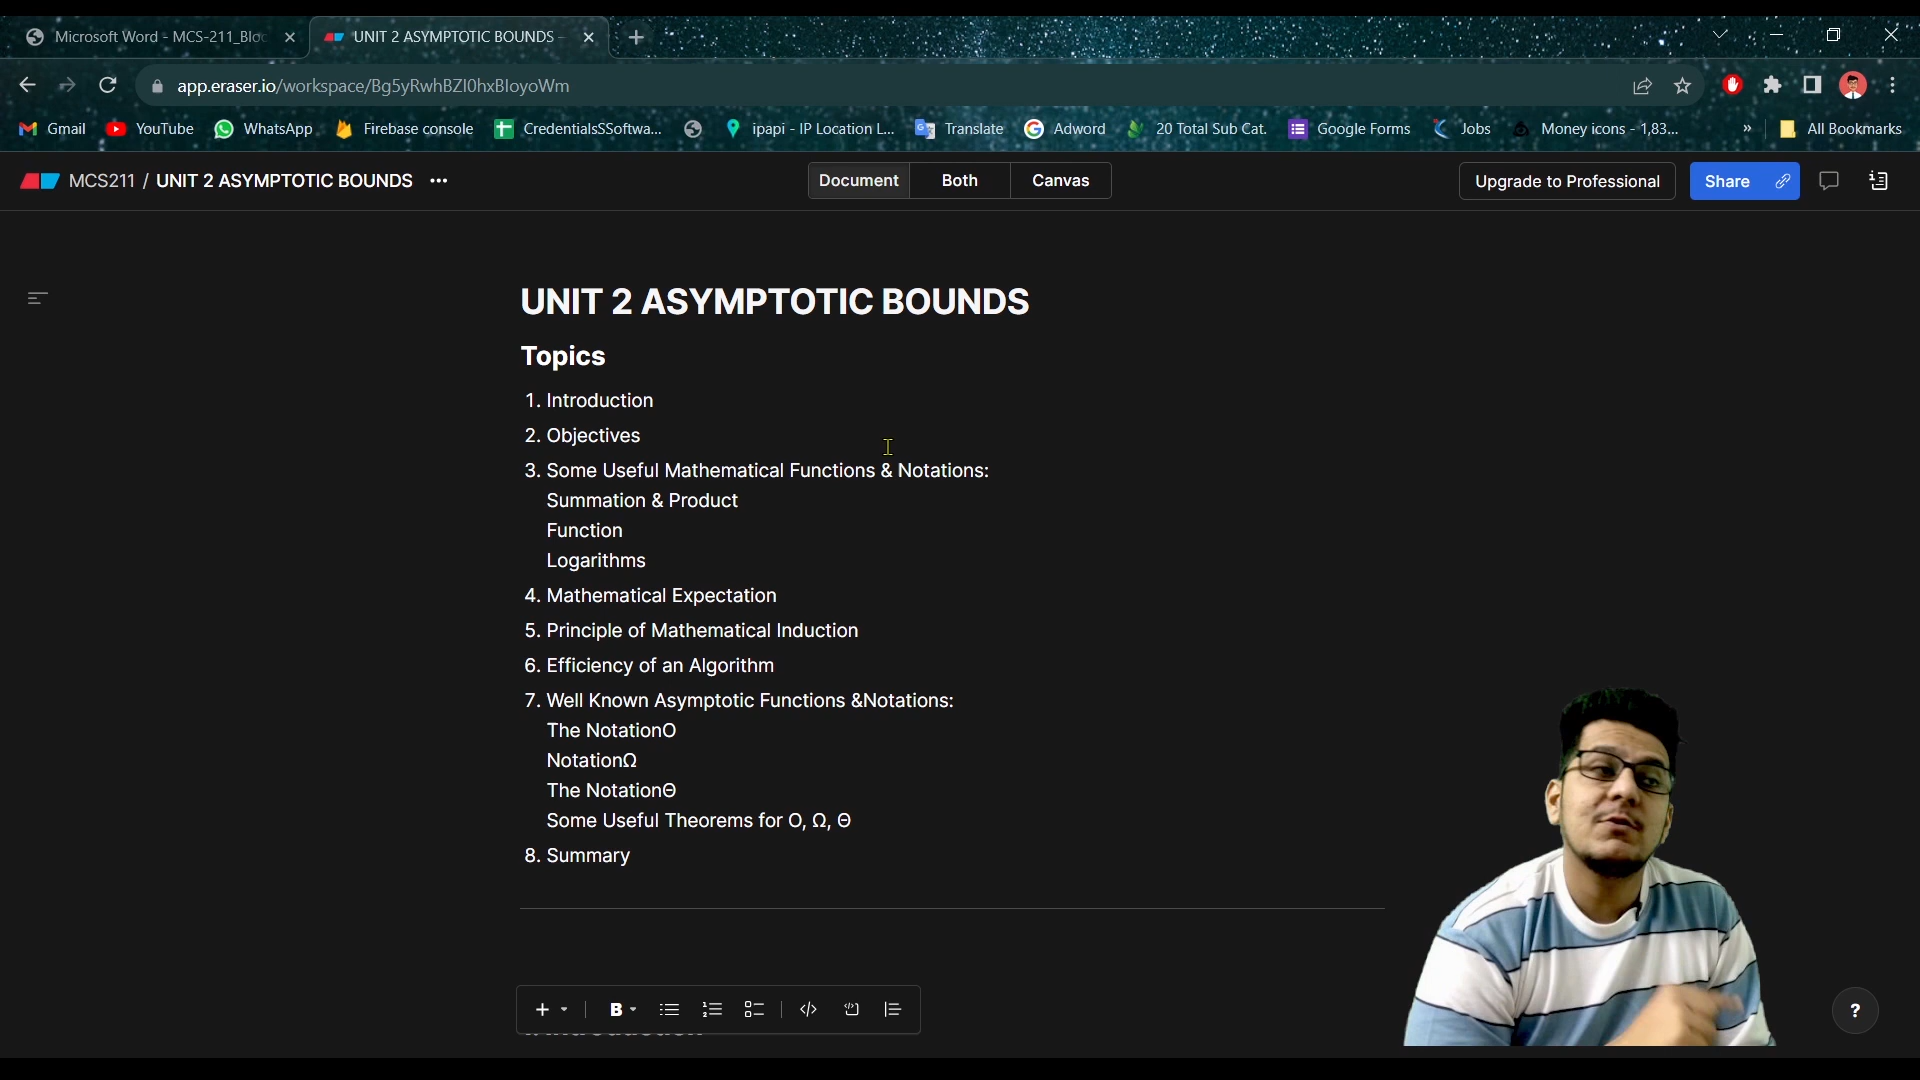 Microsoft Word - MCS-211_Bloc
UNIT 2 ASYMPTOTIC BOUNDS -
app.eraser.io/workspace/Bg5yRwhBZI0hxBIoyoWm
Gmail
YouTube
WhatsApp
Firebase console
CredentialsSSoftwa...
ipapi - IP Location L...
Translate
Adword
20 Total Sub Cat.
Google Forms
Jobs
Money icons - 1,83...
»
All Bookmarks
MCS211 / UNIT 2 ASYMPTOTIC BOUNDS
Document
Both
Canvas
Upgrade to Professional
Share
UNIT 2 ASYMPTOTIC BOUNDS
Topics
1. Introduction
2. Objectives
3. Some Useful Mathematical Functions & Notations:
Summation & Product
Function
Logarithms
4. Mathematical Expectation
5. Principle of Mathematical Induction
6. Efficiency of an Algorithm
7. Well Known Asymptotic Functions &Notations:
The NotationO
NotationΩ
The NotationΘ
Some Useful Theorems for O, Ω, Θ
8. Summary
B
?